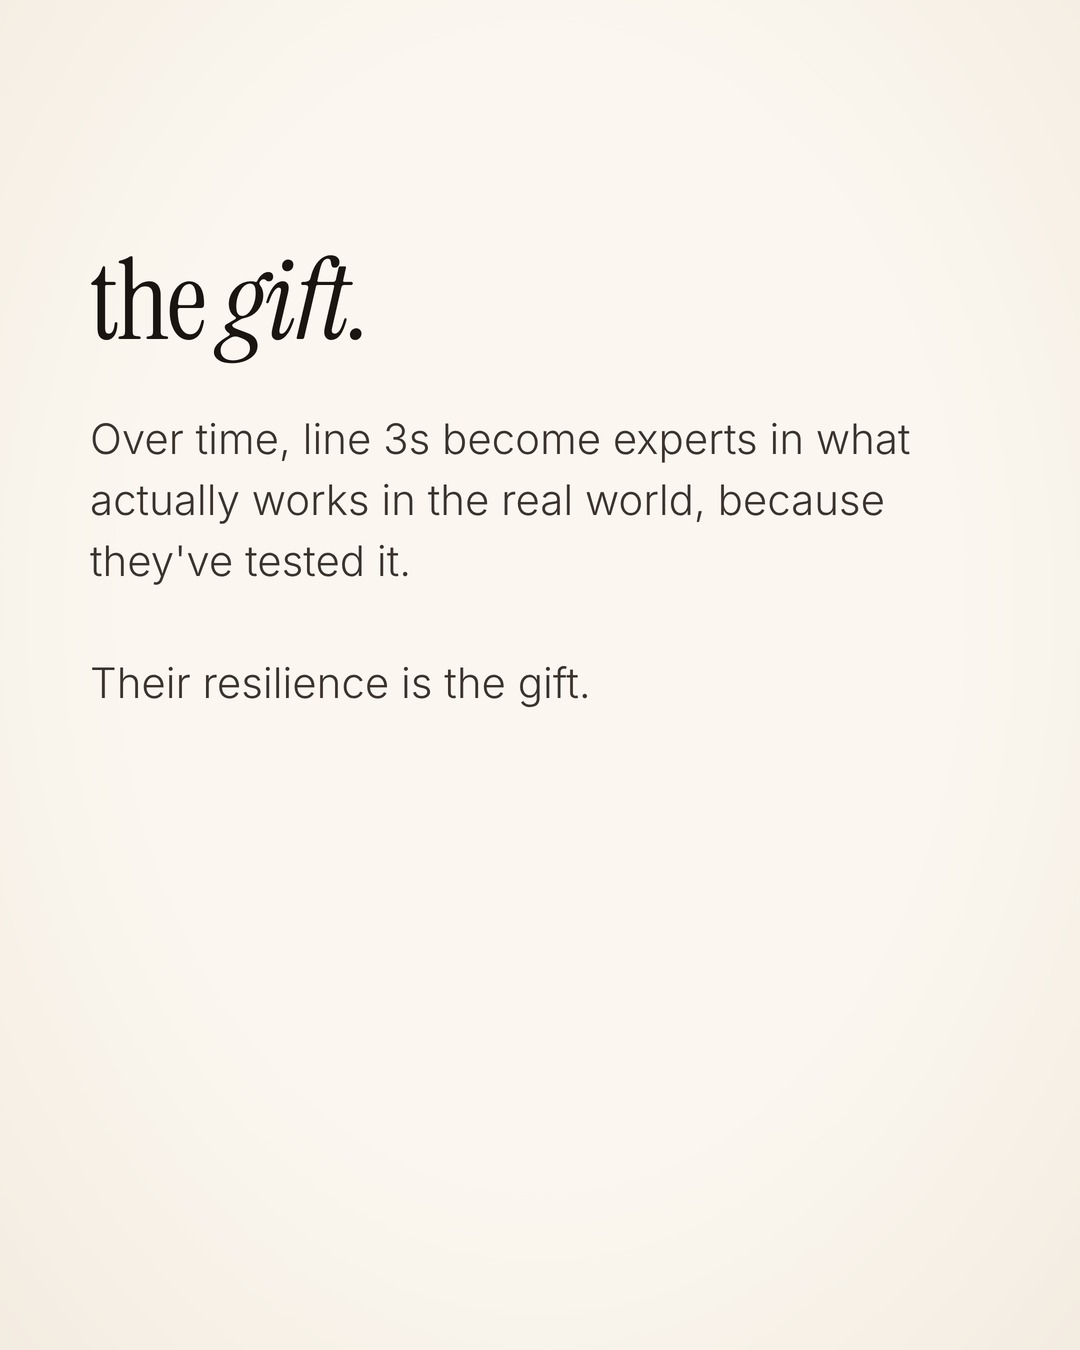 the gift.
Over time, line 3s become experts in what
actually works in the real world, because
they've tested it.
Their resilience is the gift.